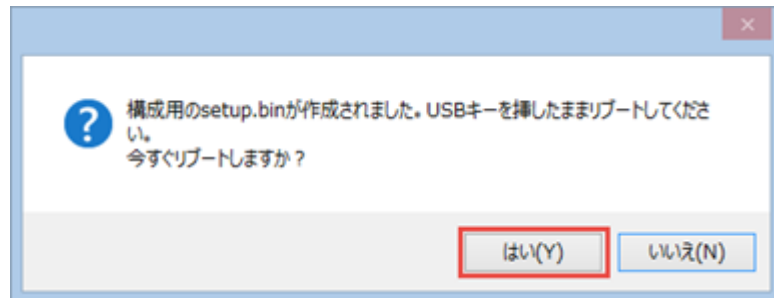 構成用のsetup.binが作成されました。USBキーを挿したままリブートしてくださ
い。
今すぐリブートしますか？
はい(Y)
いいえ(N)